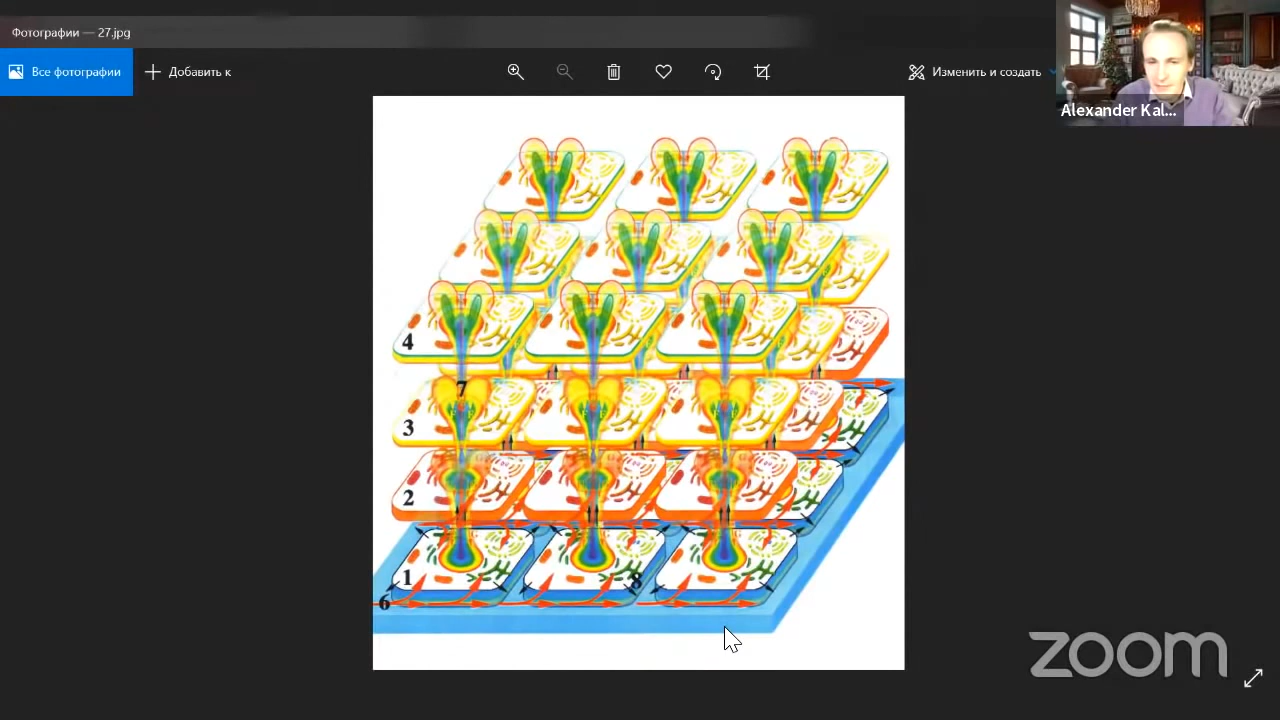 Фотографии — 27.jpg
Все фотографии
Добавить к
Изменить и создать
Alexander Kal...
4
7
3
2
1
8
6
zoom